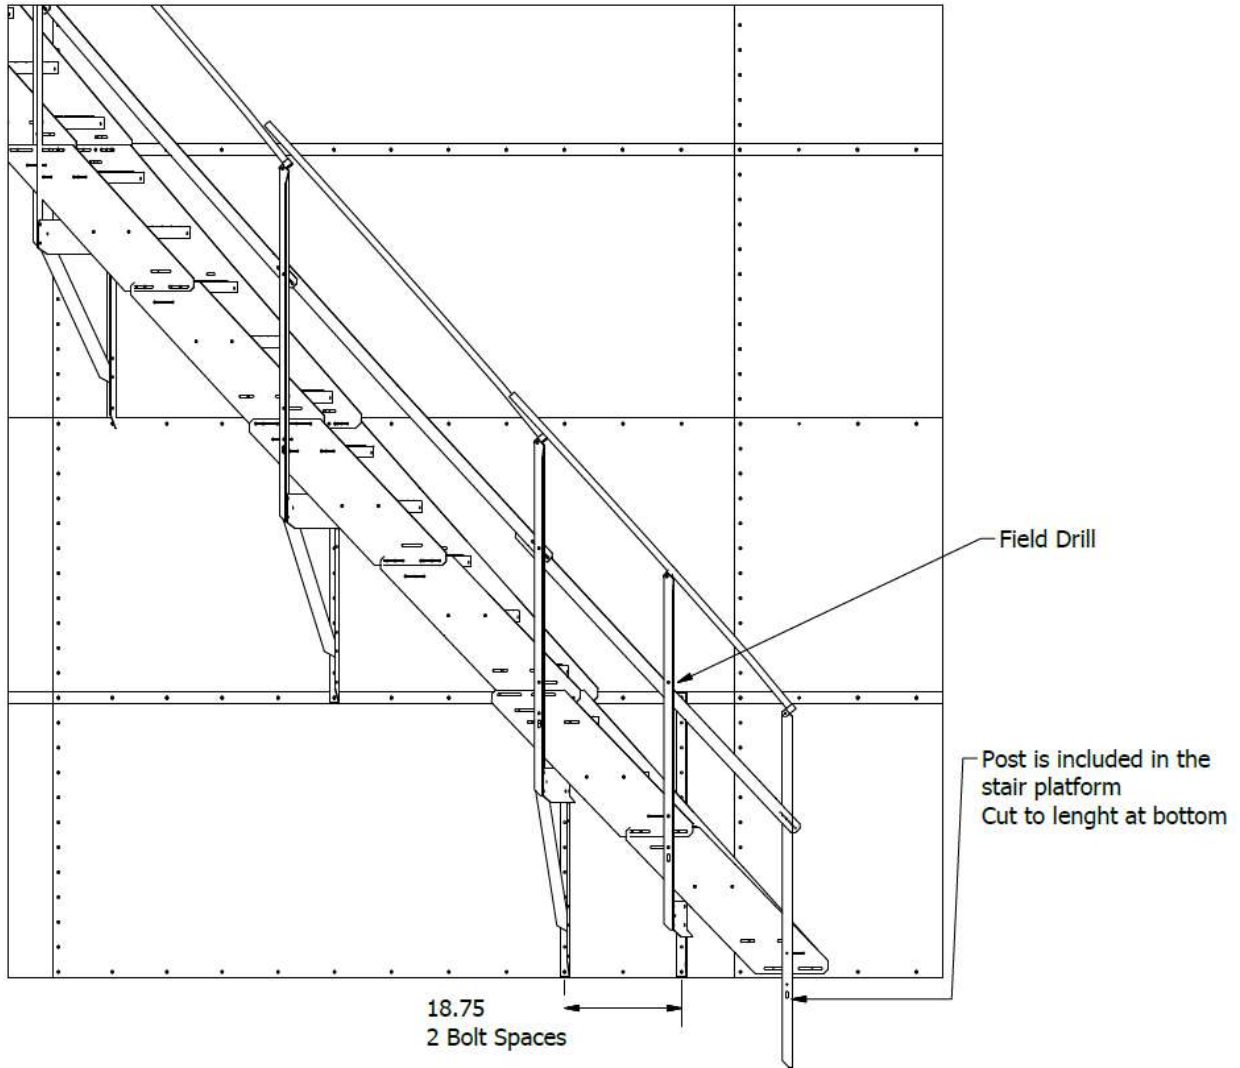 Field Drill
Post is included in the
stair platform
Cut to lenght at bottom
18.75
2 Bolt Spaces